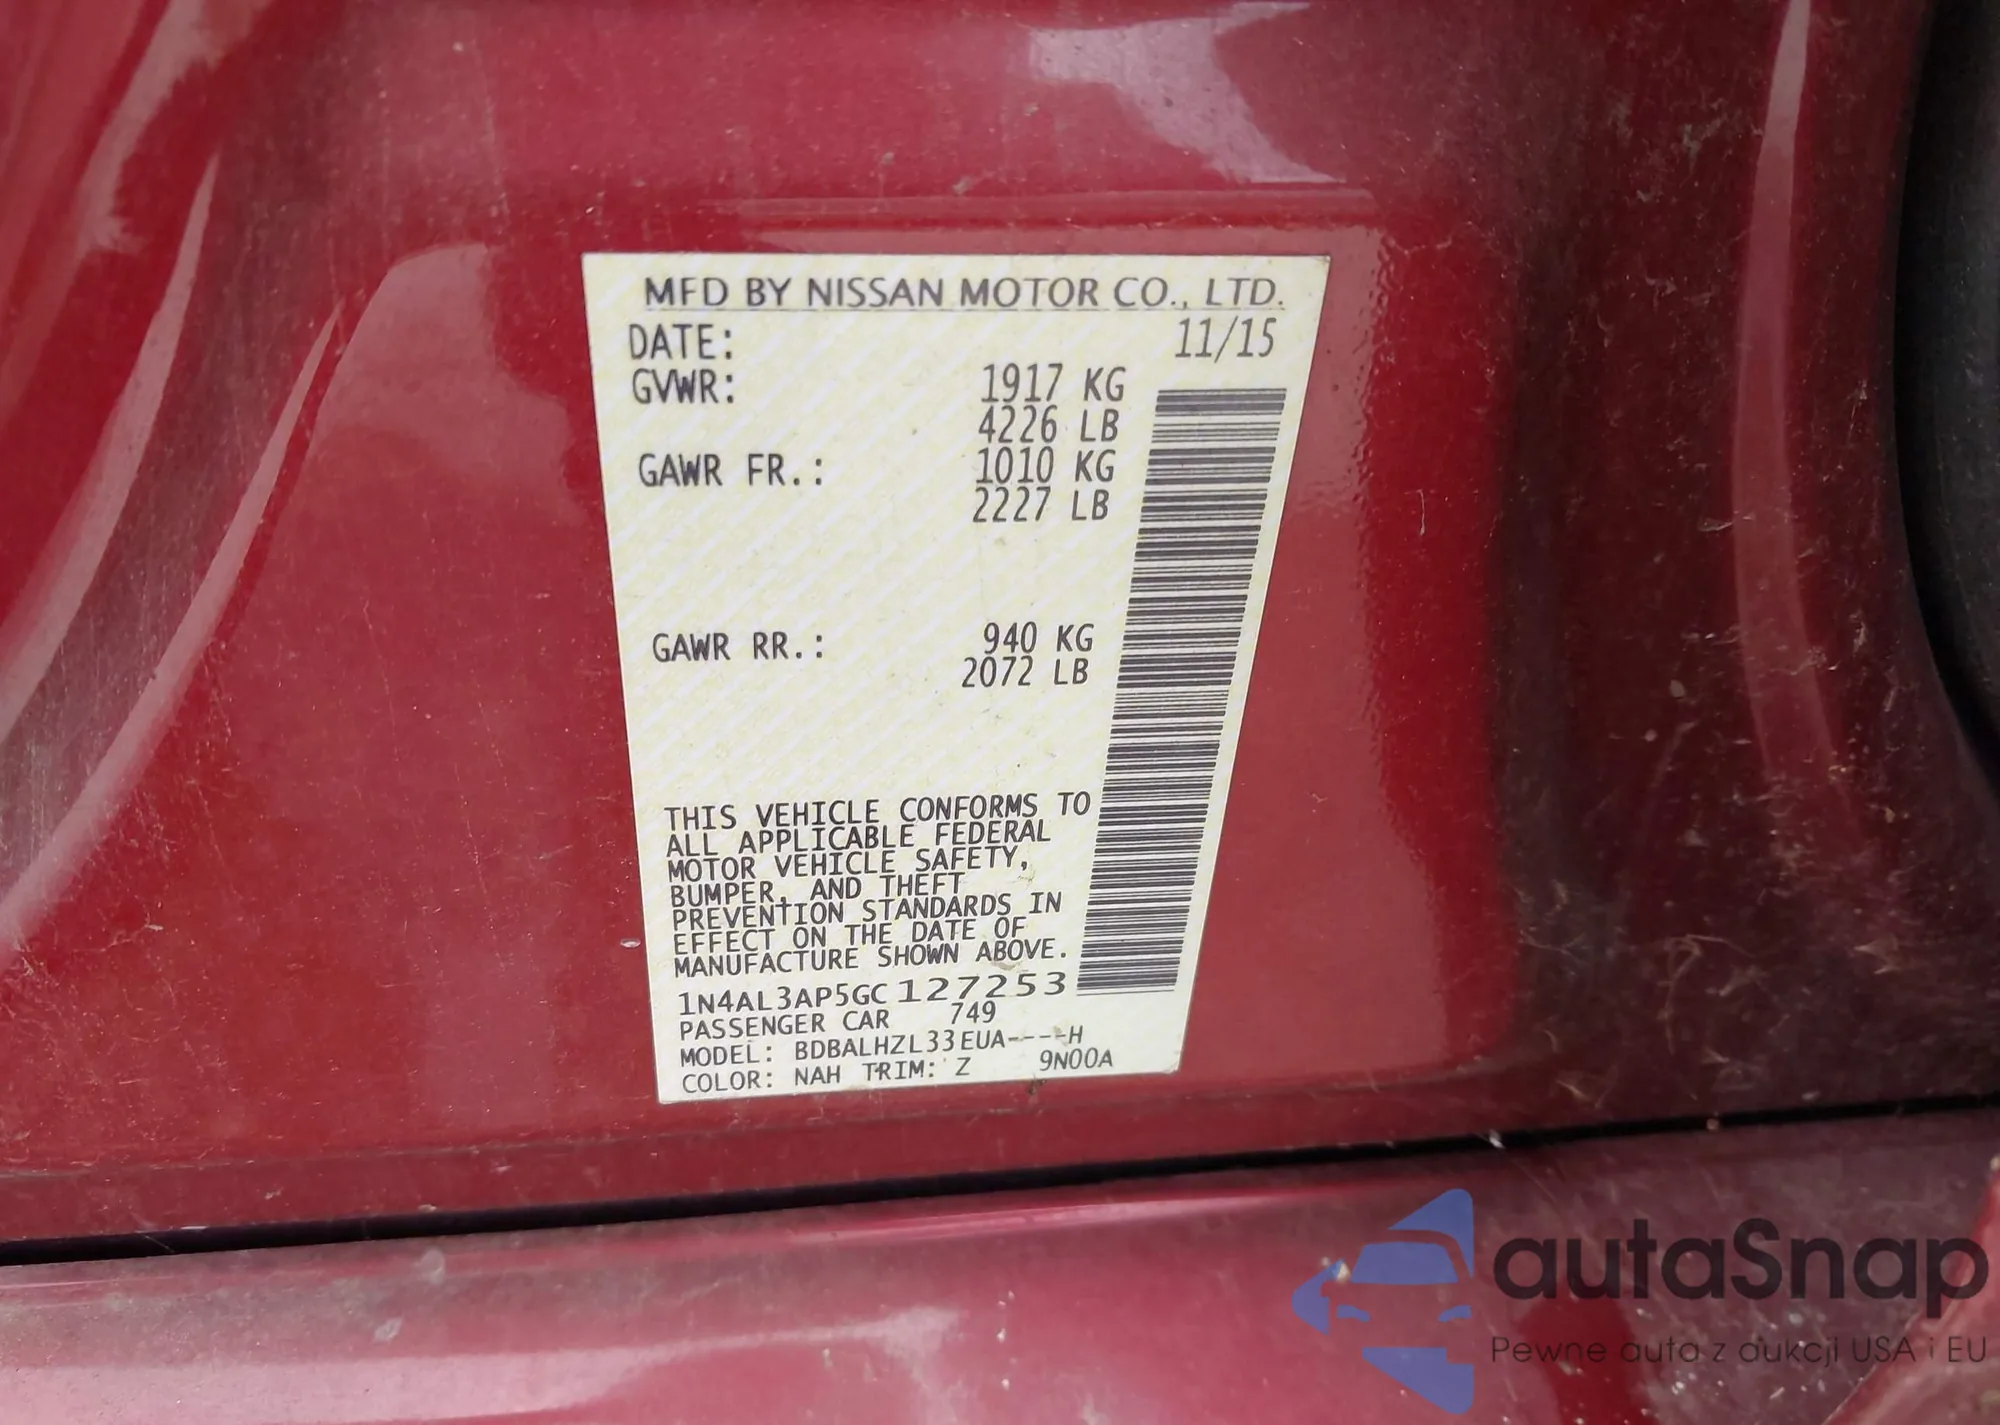 MFD BY NISSAN MOTOR CO., LTD.
DATE: 11/15
GVWR: 1917 KG
4226 LB
GAWR FR.: 1010 KG
2227 LB
GAWR RR.: 940 KG
2072 LB
THIS VEHICLE CONFORMS TO
ALL APPLICABLE FEDERAL
MOTOR VEHICLE SAFETY,
BUMPER, AND THEFT
PREVENTION STANDARDS IN
EFFECT ON THE DATE OF
MANUFACTURE SHOWN ABOVE.
1N4AL3AP5GC127253
PASSENGER CAR 749
MODEL: BDBALHZL33EUA----H
COLOR: NAH TRIM: Z 9N00A
autaSnap
Pewne auta z aukcji USA i EU